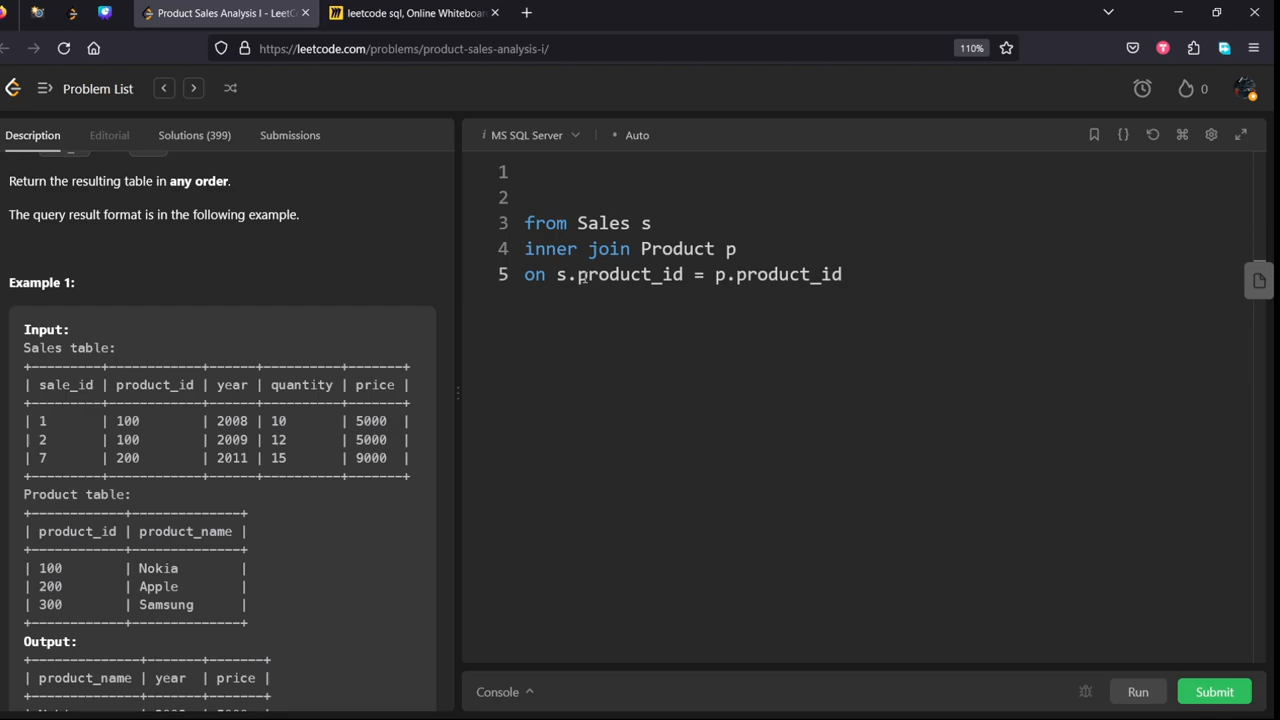 Product Sales Analysis I - LeetCo
leetcode sql, Online Whiteboard
https://leetcode.com/problems/product-sales-analysis-i/
110%
Problem List
0
Description
Editorial
Solutions (399)
Submissions
MS SQL Server
Auto
Return the resulting table in any order.
The query result format is in the following example.
Example 1:
Input:
Sales table:
+---------+------------+------+----------+-------+
| sale_id | product_id | year | quantity | price |
+---------+------------+------+----------+-------+
| 1       | 100        | 2008 | 10       | 5000  |
| 2       | 100        | 2009 | 12       | 5000  |
| 7       | 200        | 2011 | 15       | 9000  |
+---------+------------+------+----------+-------+
Product table:
+------------+--------------+
| product_id | product_name |
+------------+--------------+
| 100        | Nokia        |
| 200        | Apple        |
| 300        | Samsung      |
+------------+--------------+
Output:
+--------------+-------+-------+
| product_name | year  | price |
+--------------+-------+-------+
1
2
3 from Sales s
4 inner join Product p
5 on s.product_id = p.product_id
Console
Run
Submit